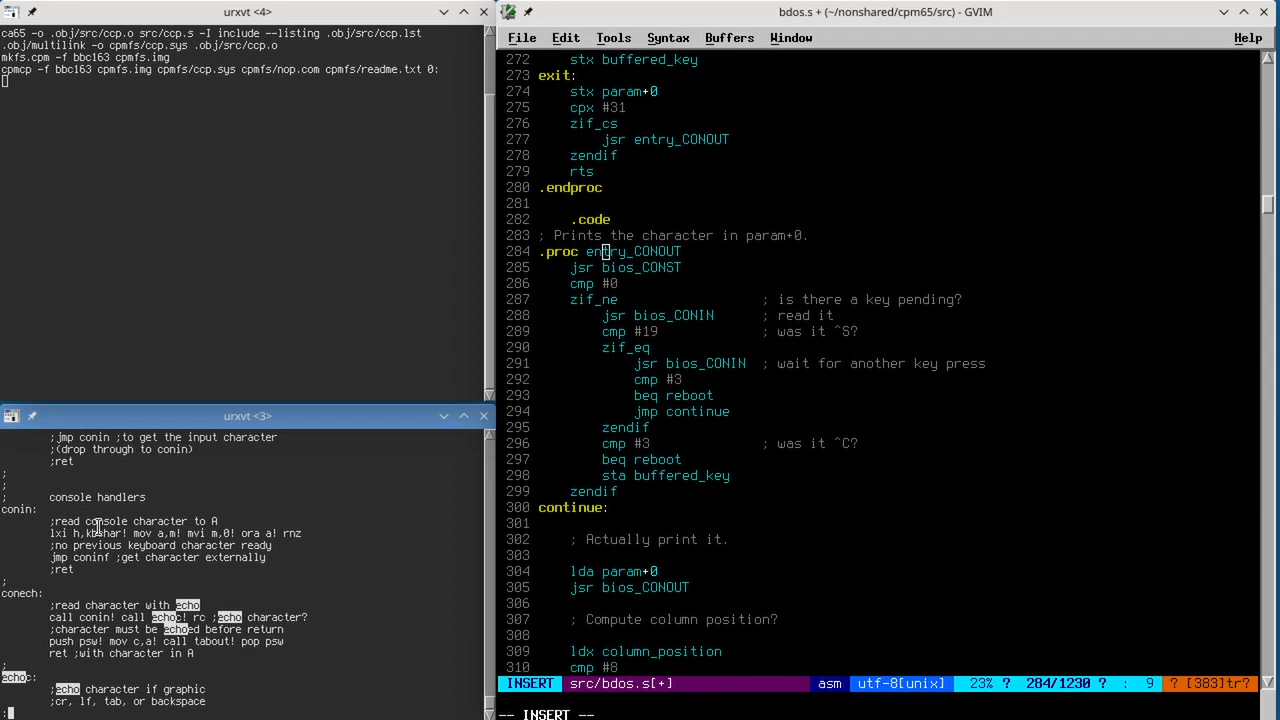 urxvt <4>
ca65 -o .obj/src/ccp.o src/ccp.s -I include --listing .obj/ccp.lst
.obj/multilink -o cpmfs/ccp.sys .obj/src/ccp.o
mkfs.cpm -f bbc163 cpmfs.img
cpmcp -f bbc163 cpmfs.img cpmfs/ccp.sys cpmfs/nop.com cpmfs/readme.txt 0:
urxvt <3>
;jmp conin ;to get the input character
;(drop through to conin)
;ret
;
;
; console handlers
conin:
;read console character to A
lxi h,kbchar! mov a,m! mvi m,0! ora a! rnz
;no previous keyboard character ready
jmp coninf ;get character externally
;ret
;
conech:
;read character with echo
call conin! call echoc! rc ;echo character?
;character must be echoed before return
push psw! mov c,a! call tabout! pop psw
ret ;with character in A
;
echoc:
;echo character if graphic
;cr, lf, tab, or backspace
:
bdos.s + (~/nonshared/cpm65/src) - GVIM
File Edit Tools Syntax Buffers Window Help
272 stx buffered_key
273 exit:
274 stx param+0
275 cpx #31
276 zif_cs
277 jsr entry_CONOUT
278 zendif
279 rts
280 .endproc
281
282 .code
283 ; Prints the character in param+0.
284 .proc entry_CONOUT
285 jsr bios_CONST
286 cmp #0
287 zif_ne ; is there a key pending?
288 jsr bios_CONIN ; read it
289 cmp #19 ; was it ^S?
290 zif_eq
291 jsr bios_CONIN ; wait for another key press
292 cmp #3
293 beq reboot
294 jmp continue
295 zendif
296 cmp #3 ; was it ^C?
297 beq reboot
298 sta buffered_key
299 zendif
300 continue:
301
302 ; Actually print it.
303
304 lda param+0
305 jsr bios_CONOUT
306
307 ; Compute column position?
308
309 ldx column_position
310 cmp #8
INSERT src/bdos.s[+] asm utf-8[unix] 23% ? 284/1230 ? : 9 ? [383]tr?
-- INSERT --